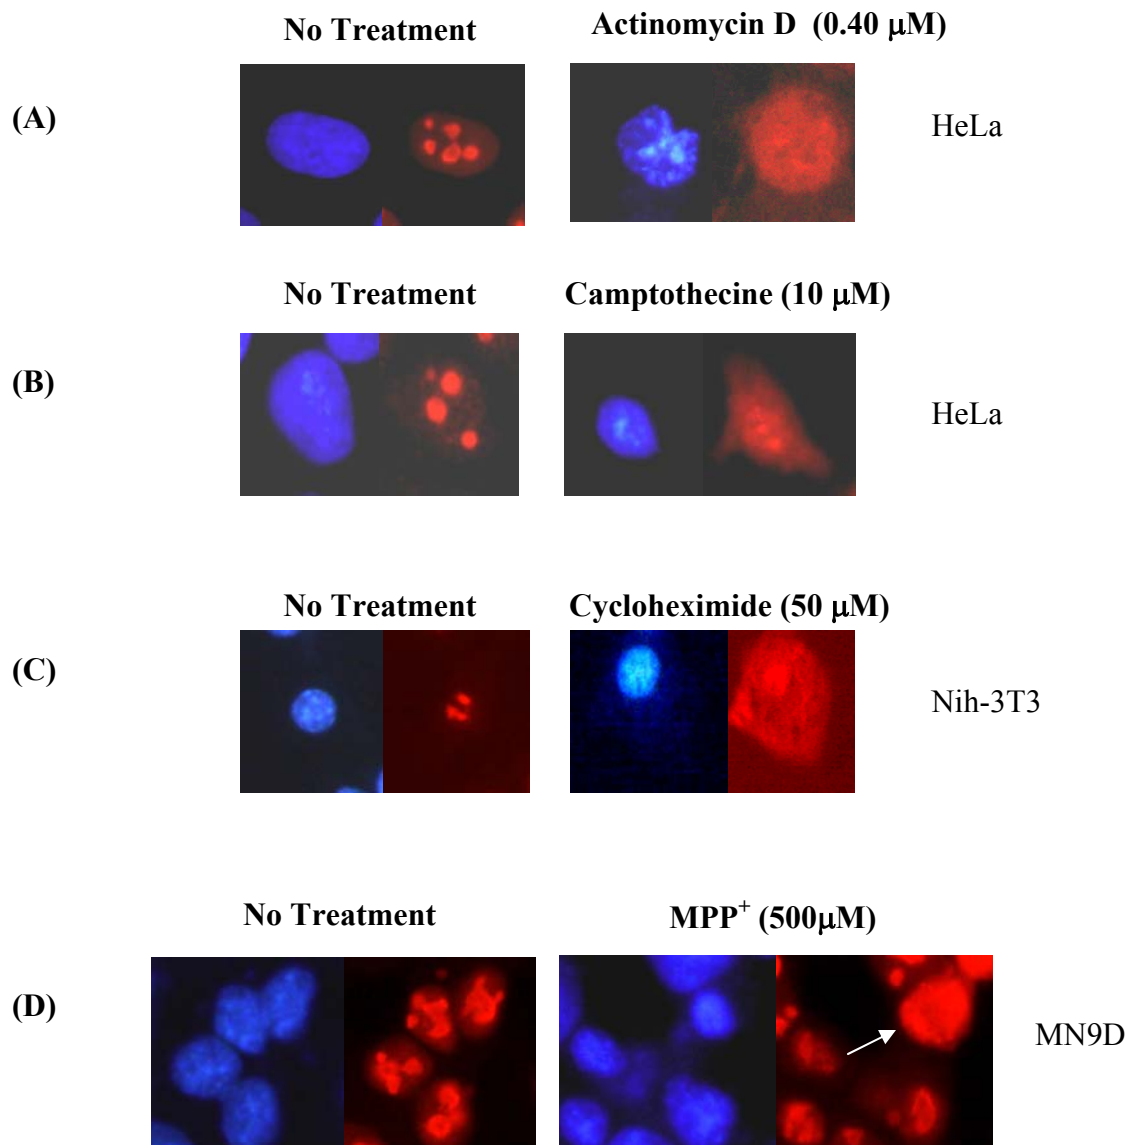 No Treatment
Actinomycin D (0.40 μM)
(A)
HeLa
No Treatment
Camptothecine (10 μM)
(B)
HeLa
No Treatment
Cycloheximide (50 μM)
(C)
Nih-3T3
No Treatment
MPP⁺ (500μM)
(D)
MN9D